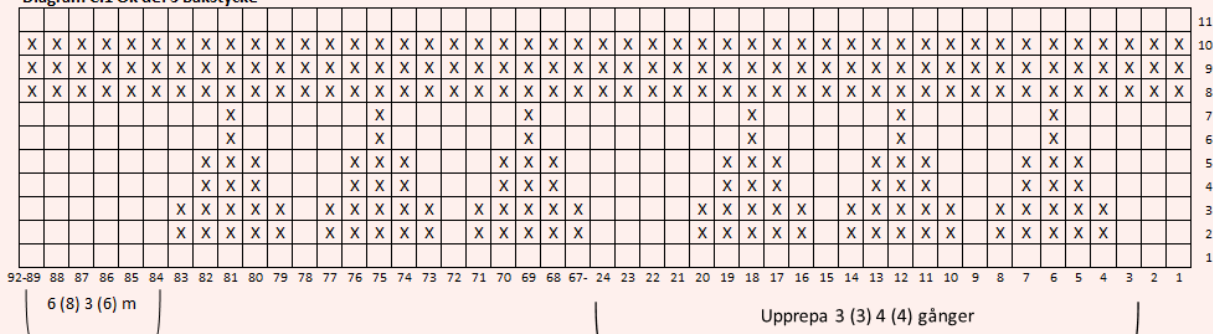 Diagram C.1 Ok del 3 Bakstycke
11
X X X X X X X X X X X X X X X X X X X X X X X X X X X X X X X X X X X X X X X X X X X X X X X 10
X X X X X X X X X X X X X X X X X X X X X X X X X X X X X X X X X X X X X X X X X X X X X X X 9
X X X X X X X X X X X X X X X X X X X X X X X X X X X X X X X X X X X X X X X X X X X X X X X 8
X X X X X X 7
X X X X X X 6
X X X X X X X X X X X X X X X X X X 5
X X X X X X X X X X X X X X X X X X 4
X X X X X X X X X X X X X X X X X X X X X X X X X X X X X X 3
X X X X X X X X X X X X X X X X X X X X X X X X X X X X X X 2
1
92-89 88 87 86 85 84 83 82 81 80 79 78 77 76 75 74 73 72 71 70 69 68 67- 24 23 22 21 20 19 18 17 16 15 14 13 12 11 10 9 8 7 6 5 4 3 2 1
6 (8) 3 (6) m
Upprepa 3 (3) 4 (4) gånger